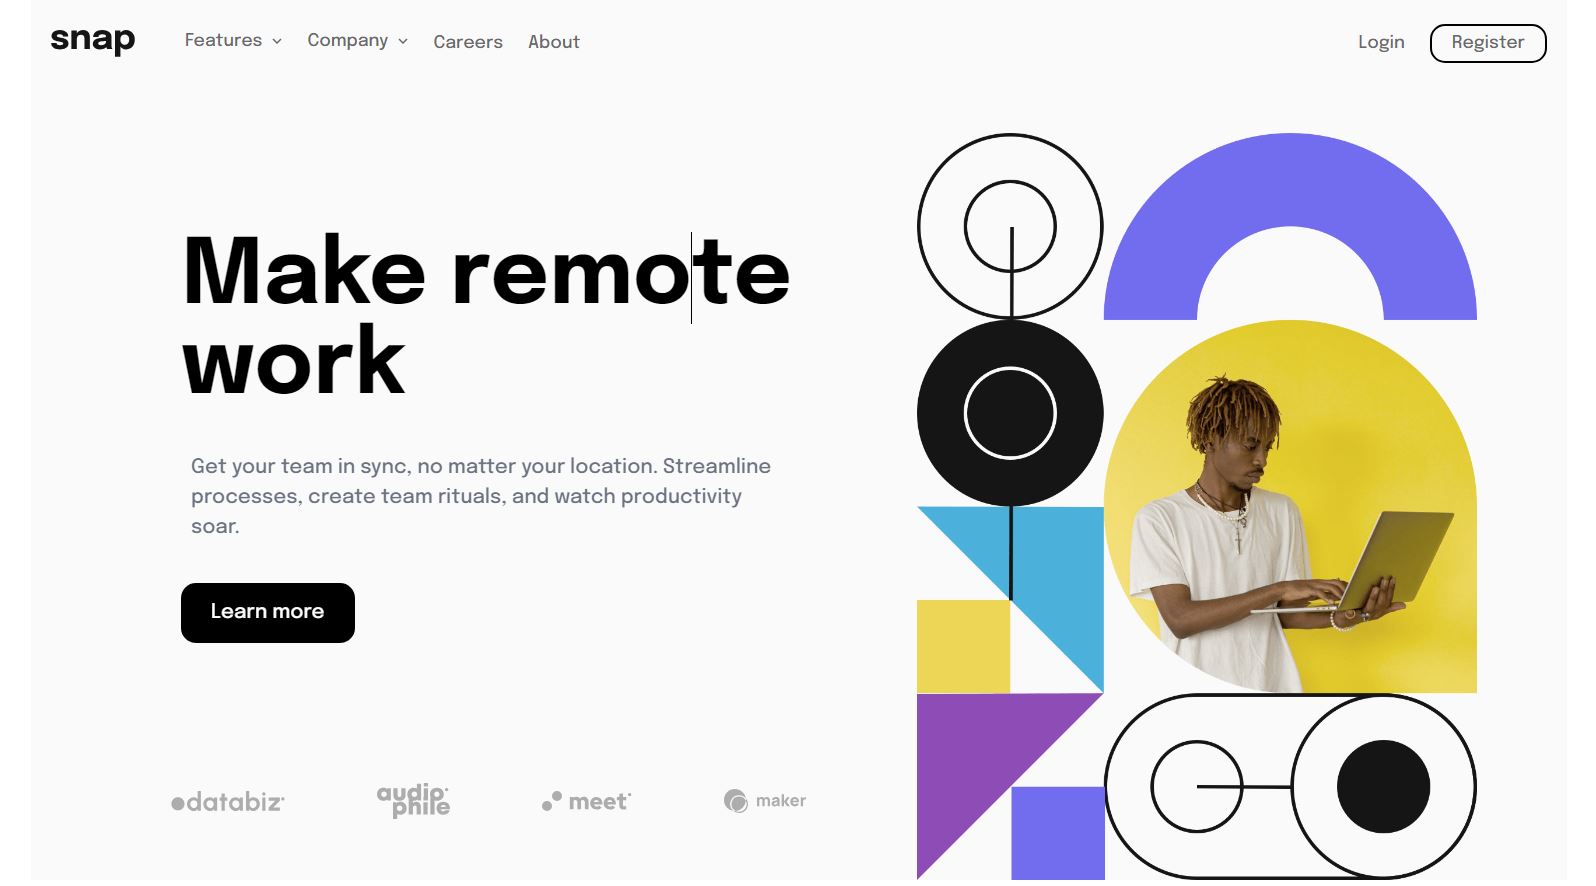 snap
Features
Company
Careers
About
Login
Register
Make remote
work
Get your team in sync, no matter your location. Streamline
processes, create team rituals, and watch productivity
soar.
Learn more
databiz
audio
phile
meet
maker